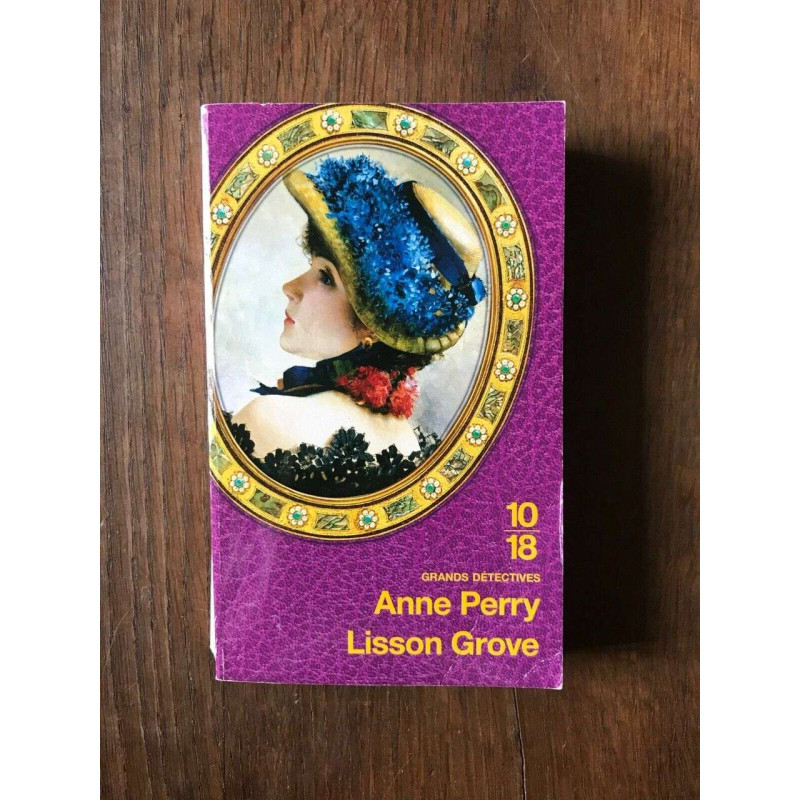 10
18
GRANDS DÉTECTIVES
Anne Perry
Lisson Grove